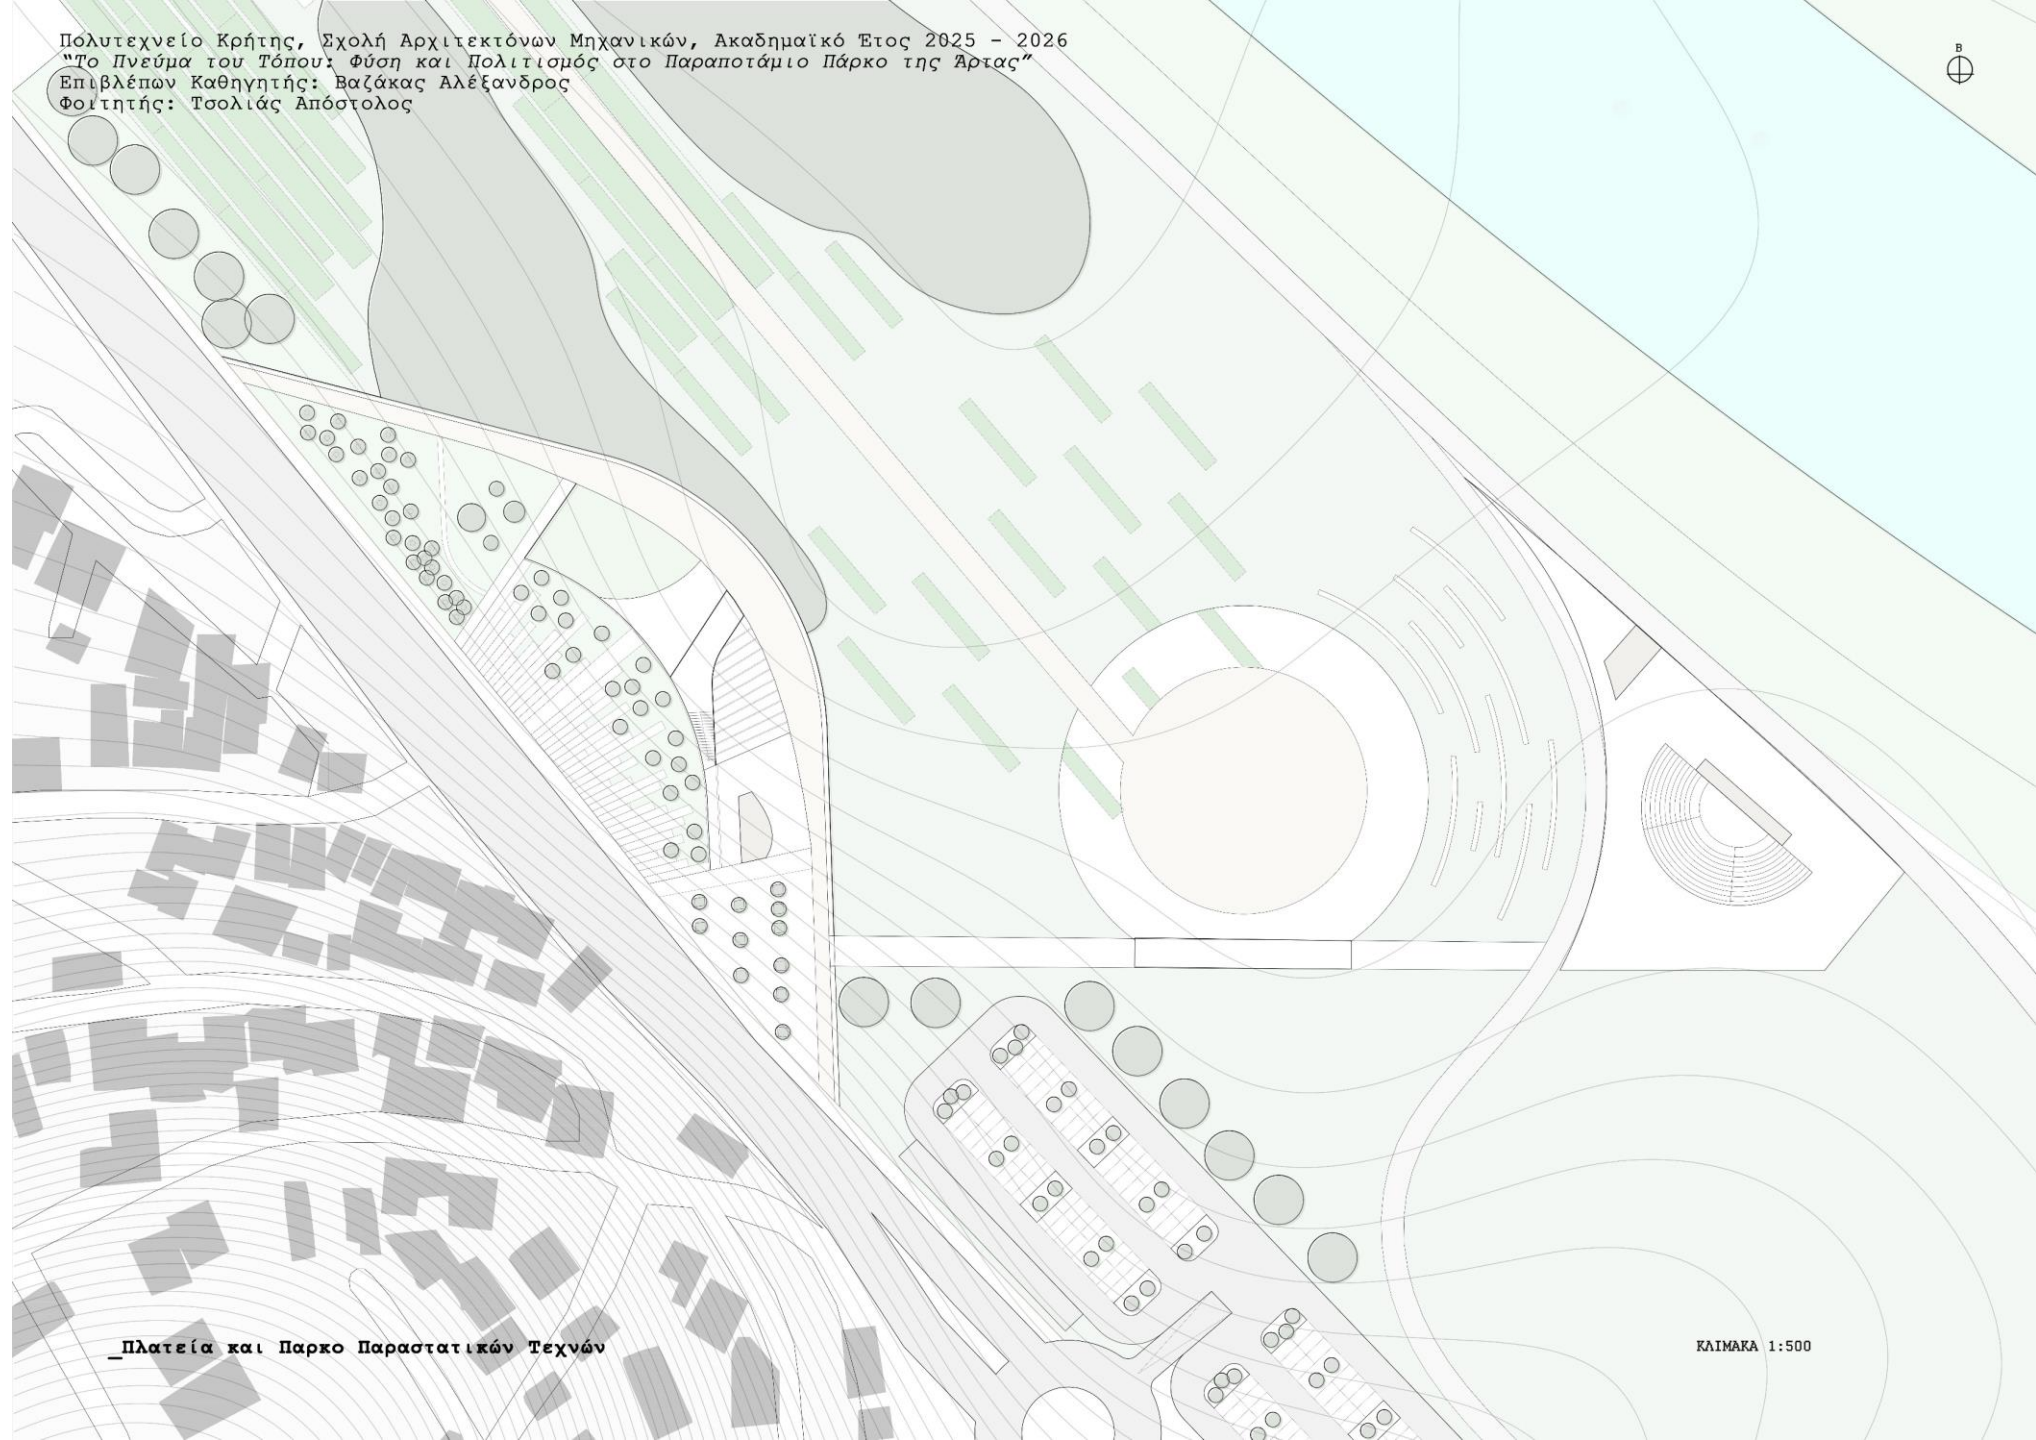 Πολυτεχνείο Κρήτης, Σχολή Αρχιτεκτόνων Μηχανικών, Ακαδημαϊκό Έτος 2025 - 2026
"Το Πνεύμα του Τόπου: Φύση και Πολιτισμός στο Παραποτάμιο Πάρκο της Άρτας"
Επιβλέπων Καθηγητής: Βαζάκας Αλέξανδρος
Φοιτητής: Τσολιάς Απόστολος
Β
_Πλατεία και Παρκο Παραστατικών Τεχνών
ΚΛΙΜΑΚΑ 1:500